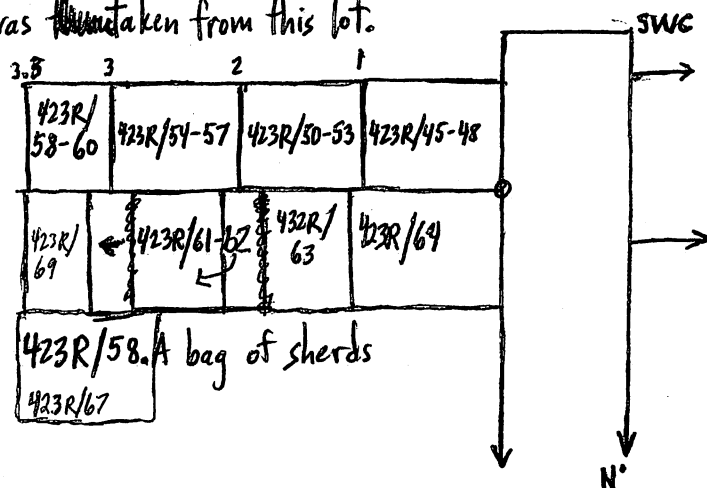 was taken from this lot.
SWC
3.5 3 2 1
423R/58-60 423R/54-57 423R/50-53 423R/45-48
423R/69 423R/61-62 432R/63 423R/64
423R/58. A bag of sherds
423R/67
N